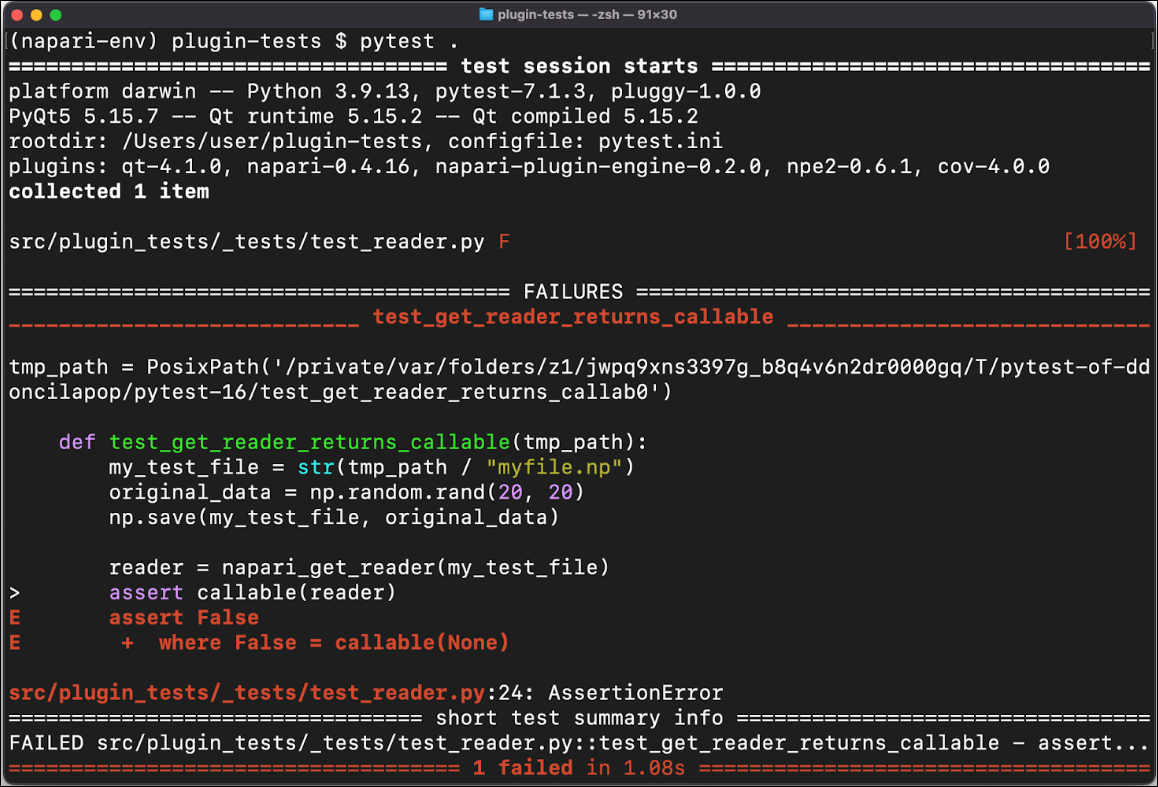 plugin-tests — -zsh — 91×30
(napari-env) plugin-tests $ pytest .
=================================== test session starts ===================================
platform darwin -- Python 3.9.13, pytest-7.1.3, pluggy-1.0.0
PyQt5 5.15.7 -- Qt runtime 5.15.2 -- Qt compiled 5.15.2
rootdir: /Users/user/plugin-tests, configfile: pytest.ini
plugins: qt-4.1.0, napari-0.4.16, napari-plugin-engine-0.2.0, npe2-0.6.1, cov-4.0.0
collected 1 item
src/plugin_tests/_tests/test_reader.py F [100%]
======================================== FAILURES =========================================
____________________________ test_get_reader_returns_callable _____________________________
tmp_path = PosixPath('/private/var/folders/z1/jwpq9xns3397g_b8q4v6n2dr0000gq/T/pytest-of-dd
oncilapop/pytest-16/test_get_reader_returns_callab0')
    def test_get_reader_returns_callable(tmp_path):
        my_test_file = str(tmp_path / "myfile.np")
        original_data = np.random.rand(20, 20)
        np.save(my_test_file, original_data)
        reader = napari_get_reader(my_test_file)
>       assert callable(reader)
E       assert False
E        +  where False = callable(None)
src/plugin_tests/_tests/test_reader.py:24: AssertionError
================================= short test summary info =================================
FAILED src/plugin_tests/_tests/test_reader.py::test_get_reader_returns_callable - assert...
==================================== 1 failed in 1.08s ====================================